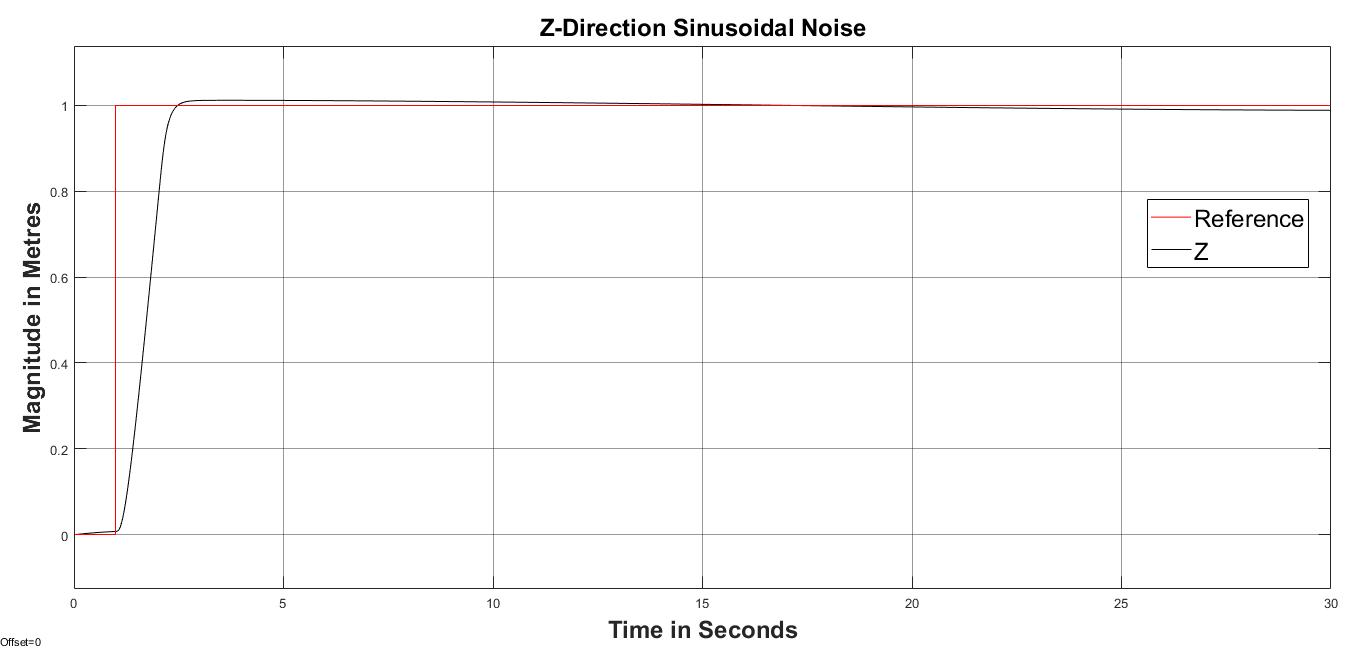 Z-Direction Sinusoidal Noise
Magnitude in Metres
1
0.8
0.6
0.4
0.2
0
Reference
Z
0 5 10 15 20 25 30
Time in Seconds
Offset=0